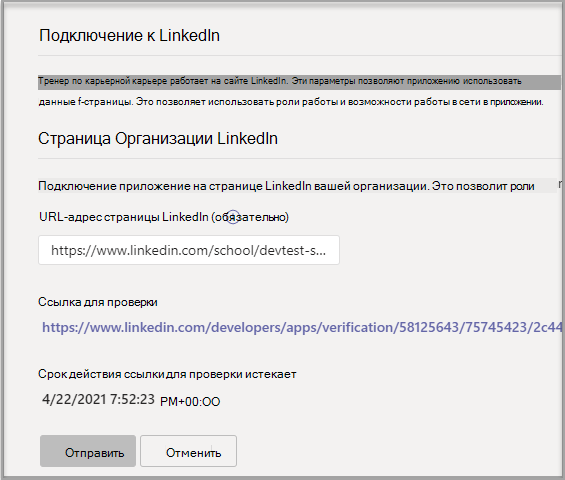 Подключение к LinkedIn
Тренер по карьерной карьере работает на сайте LinkedIn. Эти параметры позволяют приложению использовать
данные f-страницы. Это позволяет использовать роли работы и возможности работы в сети в приложении.
Страница Организации LinkedIn
Подключение приложение на странице LinkedIn вашей организации. Это позволит роли
URL-адрес страницы LinkedIn (обязательно)
https://www.linkedin.com/school/devtest-s...
Ссылка для проверки
https://www.linkedin.com/developers/apps/verification/58125643/75745423/2c44
Срок действия ссылки для проверки истекает
4/22/2021 7:52:23 PM+00:OO
Отправить Отменить